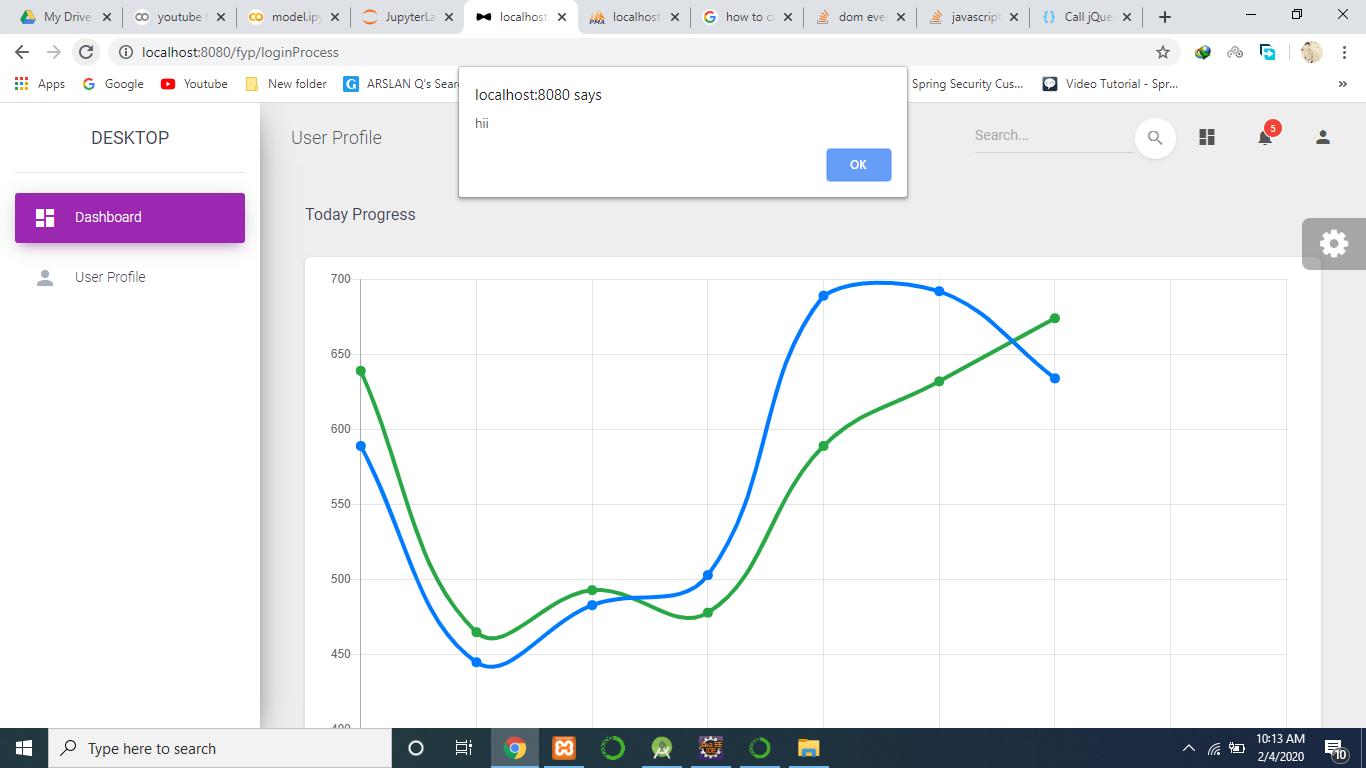 My Drive
youtube
model.ipy
JupyterLa
localhost
localhost
how to ca
dom eve
javascript
Call jQue
localhost:8080/fyp/loginProcess
Apps
Google
Youtube
New folder
ARSLAN Q's Sear
Spring Security Cus...
Video Tutorial - Spr...
localhost:8080 says
hii
OK
DESKTOP
User Profile
Search...
5
Dashboard
User Profile
Today Progress
700
650
600
550
500
450
400
Type here to search
10:13 AM
2/4/2020
10